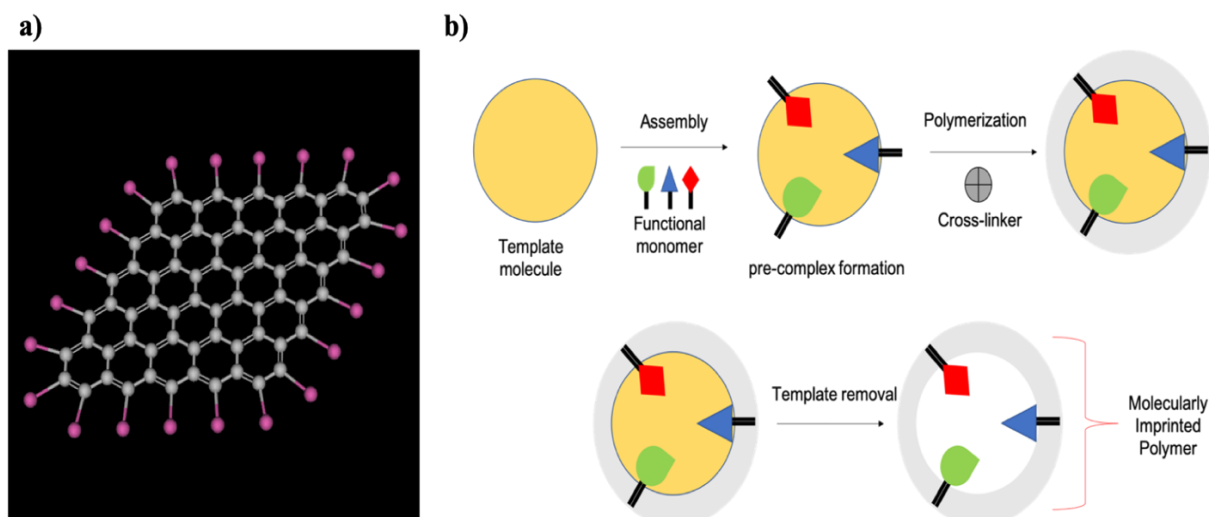 a)
b)
Assembly
Functional
monomer
Template
molecule
pre-complex formation
Polymerization
Cross-linker
Template removal
Molecularly
Imprinted
Polymer